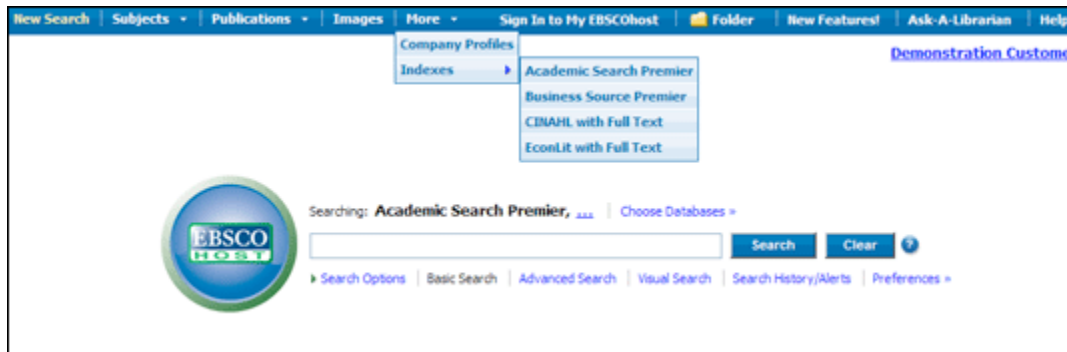 New Search Subjects Publications Images More Sign In to My EBSCOhost Folder New Features! Ask-A-Librarian Help
Company Profiles
Demonstration Custome
Indexes
Academic Search Premier
Business Source Premier
CINAHL with Full Text
EconLit with Full Text
Searching: Academic Search Premier, ... Choose Databases »
EBSCO
HOST
Search Clear ?
Search Options Basic Search Advanced Search Visual Search Search History/Alerts Preferences »